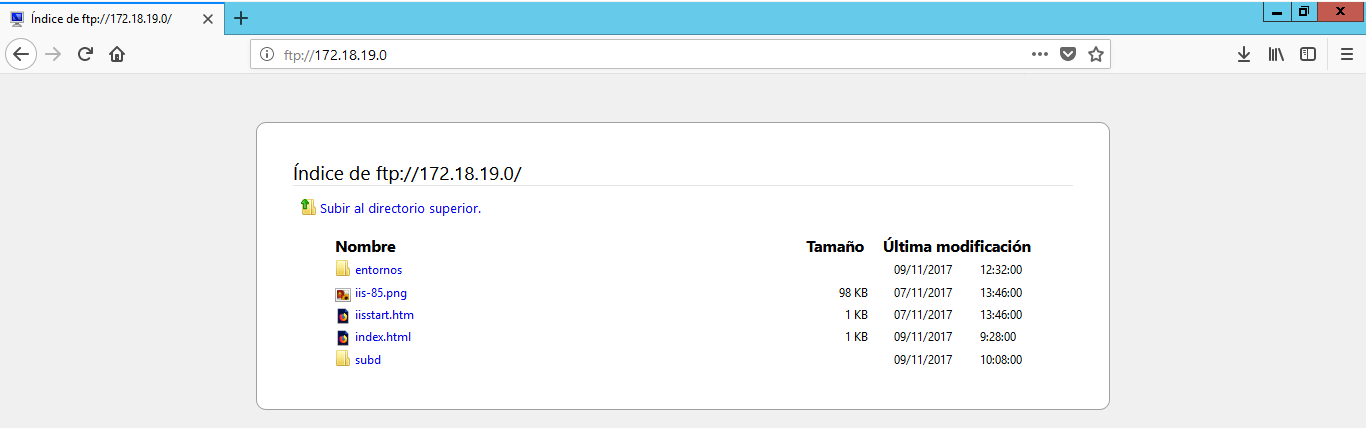 Índice de ftp://172.18.19.0/
ftp://172.18.19.0
Índice de ftp://172.18.19.0/
Subir al directorio superior.
Nombre Tamaño Última modificación
entornos 09/11/2017 12:32:00
iis-85.png 98 KB 07/11/2017 13:46:00
iisstart.htm 1 KB 07/11/2017 13:46:00
index.html 1 KB 09/11/2017 9:28:00
subd 09/11/2017 10:08:00